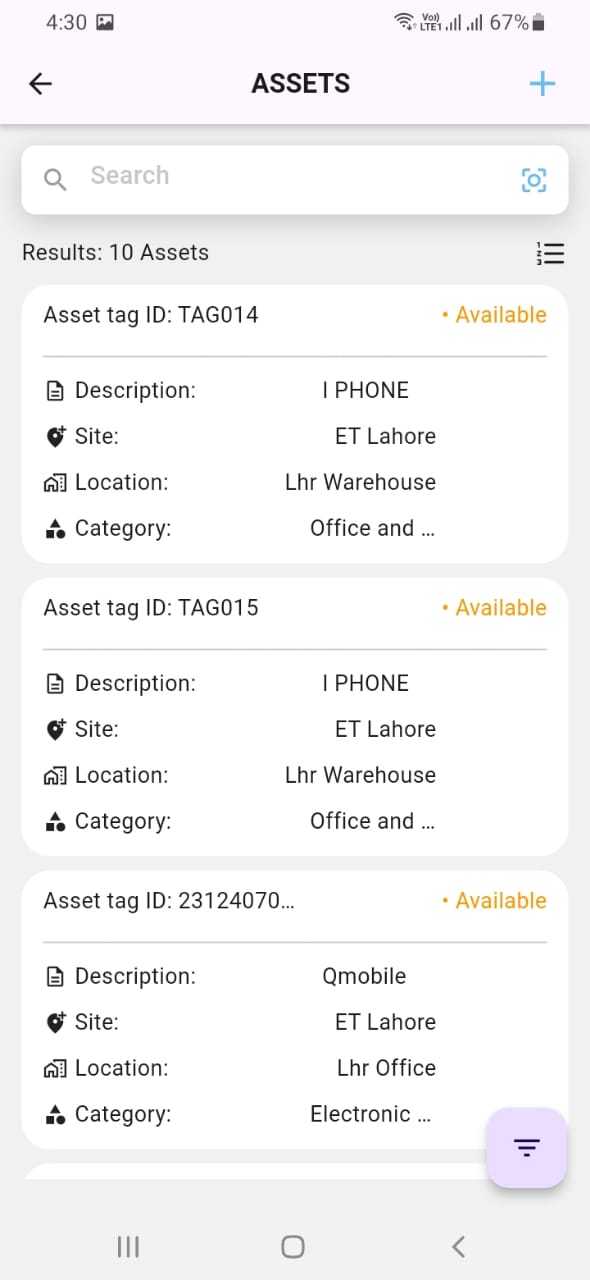 4:30
Vo)) LTE1 67%
ASSETS
Search
Results: 10 Assets
1 2 3
Asset tag ID: TAG014 • Available
Description: I PHONE
Site: ET Lahore
Location: Lhr Warehouse
Category: Office and ...
Asset tag ID: TAG015 • Available
Description: I PHONE
Site: ET Lahore
Location: Lhr Warehouse
Category: Office and ...
Asset tag ID: 23124070... • Available
Description: Qmobile
Site: ET Lahore
Location: Lhr Office
Category: Electronic ...